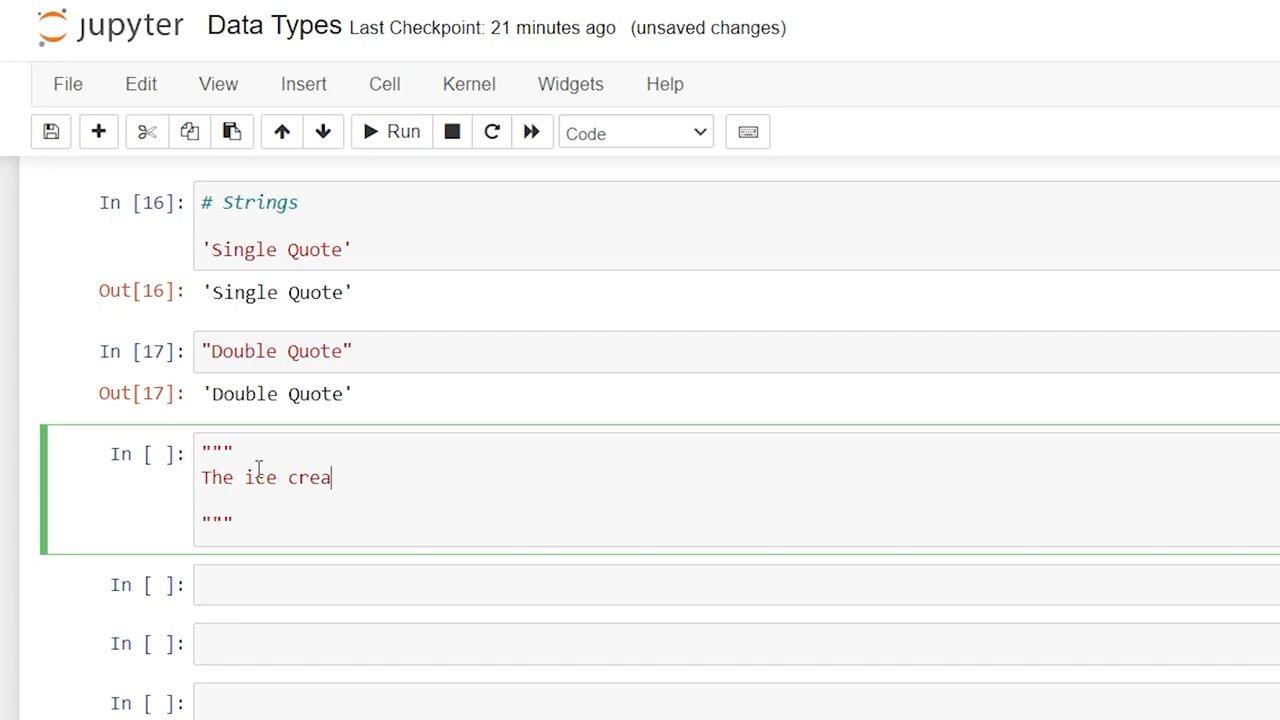 jupyter Data Types Last Checkpoint: 21 minutes ago (unsaved changes)
File Edit View Insert Cell Kernel Widgets Help
Run Code
In [16]: # Strings
'Single Quote'
Out[16]: 'Single Quote'
In [17]: "Double Quote"
Out[17]: 'Double Quote'
In [ ]: """
The ice crea
"""
In [ ]:
In [ ]:
In [ ]: